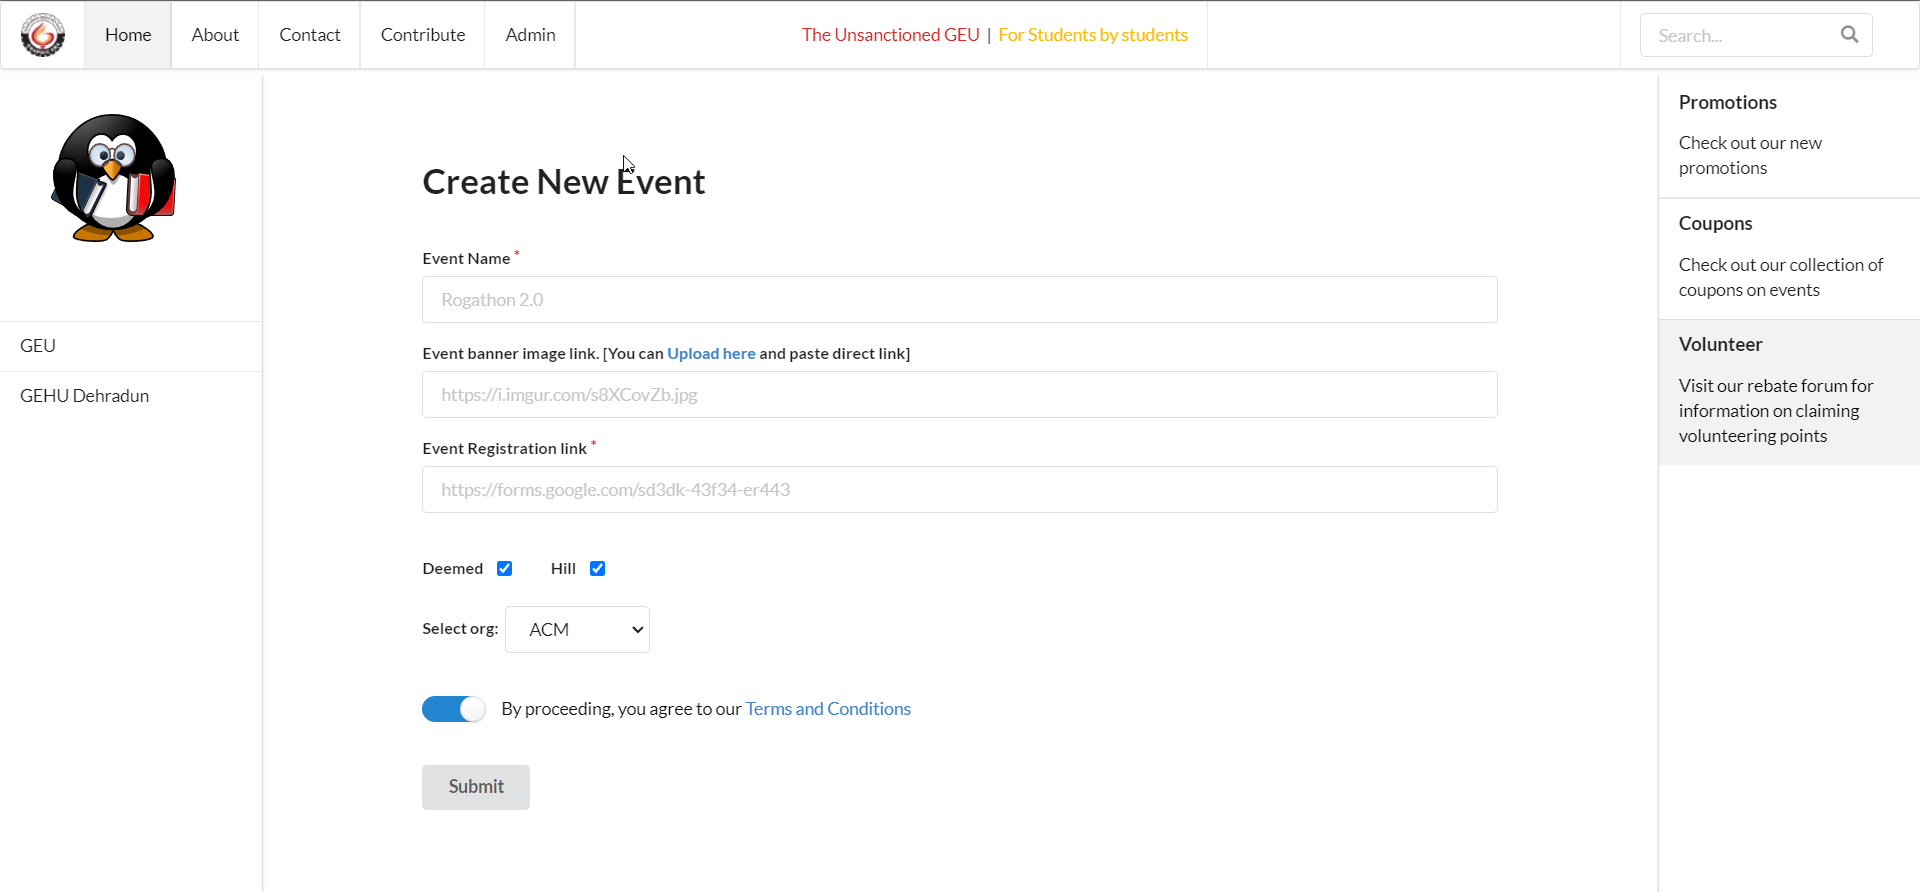 Home
About
Contact
Contribute
Admin
The Unsanctioned GEU | For Students by students
Search...
GEU
GEHU Dehradun
Create New Event
Event Name *
Rogathon 2.0
Event banner image link. [You can Upload here and paste direct link]
https://i.imgur.com/s8XCovZb.jpg
Event Registration link *
https://forms.google.com/sd3dk-43f34-er443
Deemed
Hill
Select org:
ACM
By proceeding, you agree to our Terms and Conditions
Submit
Promotions
Check out our new
promotions
Coupons
Check out our collection of
coupons on events
Volunteer
Visit our rebate forum for
information on claiming
volunteering points